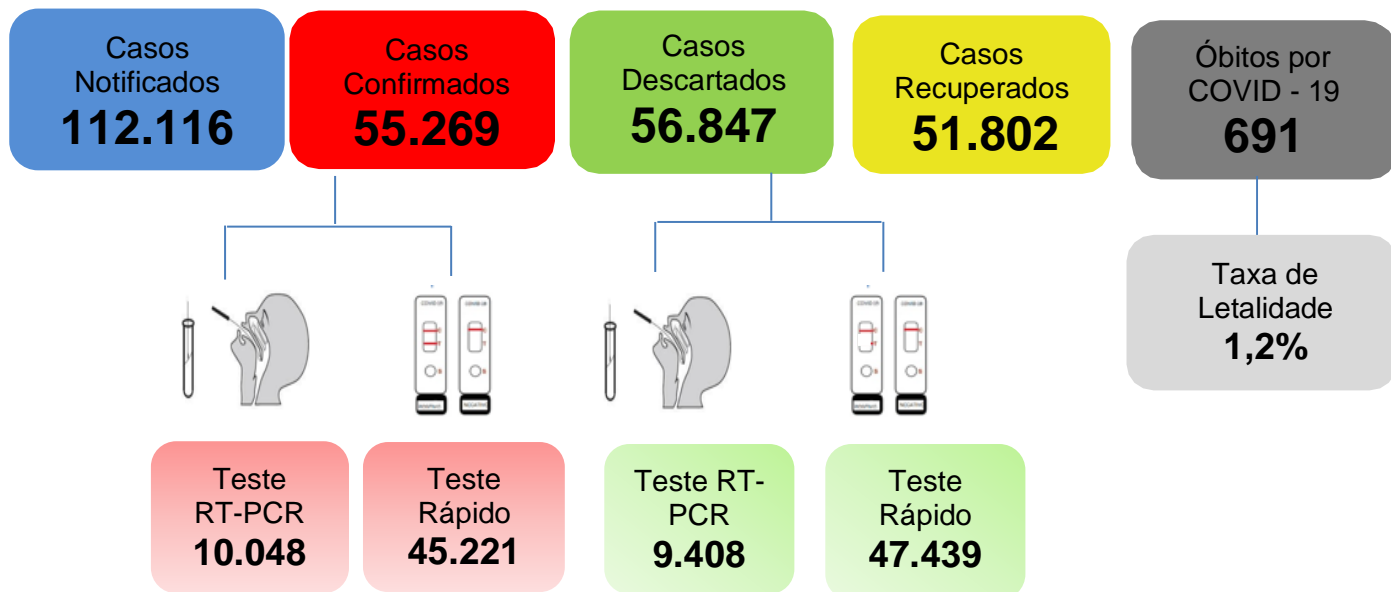 Casos
Notificados
112.116
Casos
Confirmados
55.269
Casos
Descartados
56.847
Casos
Recuperados
51.802
Óbitos por
COVID - 19
691
Taxa de
Letalidade
1,2%
Teste
RT-PCR
10.048
Teste
Rápido
45.221
Teste RT-
PCR
9.408
Teste
Rápido
47.439